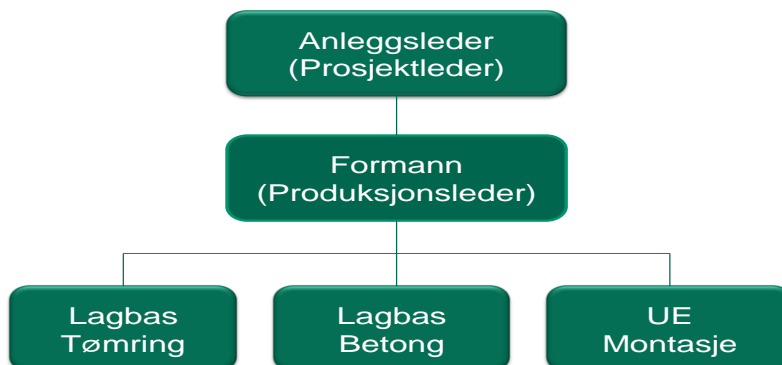 Anleggsleder
(Prosjektleder)
Formann
(Produksjonsleder)
Lagbas
Tømring
Lagbas
Betong
UE
Montasje